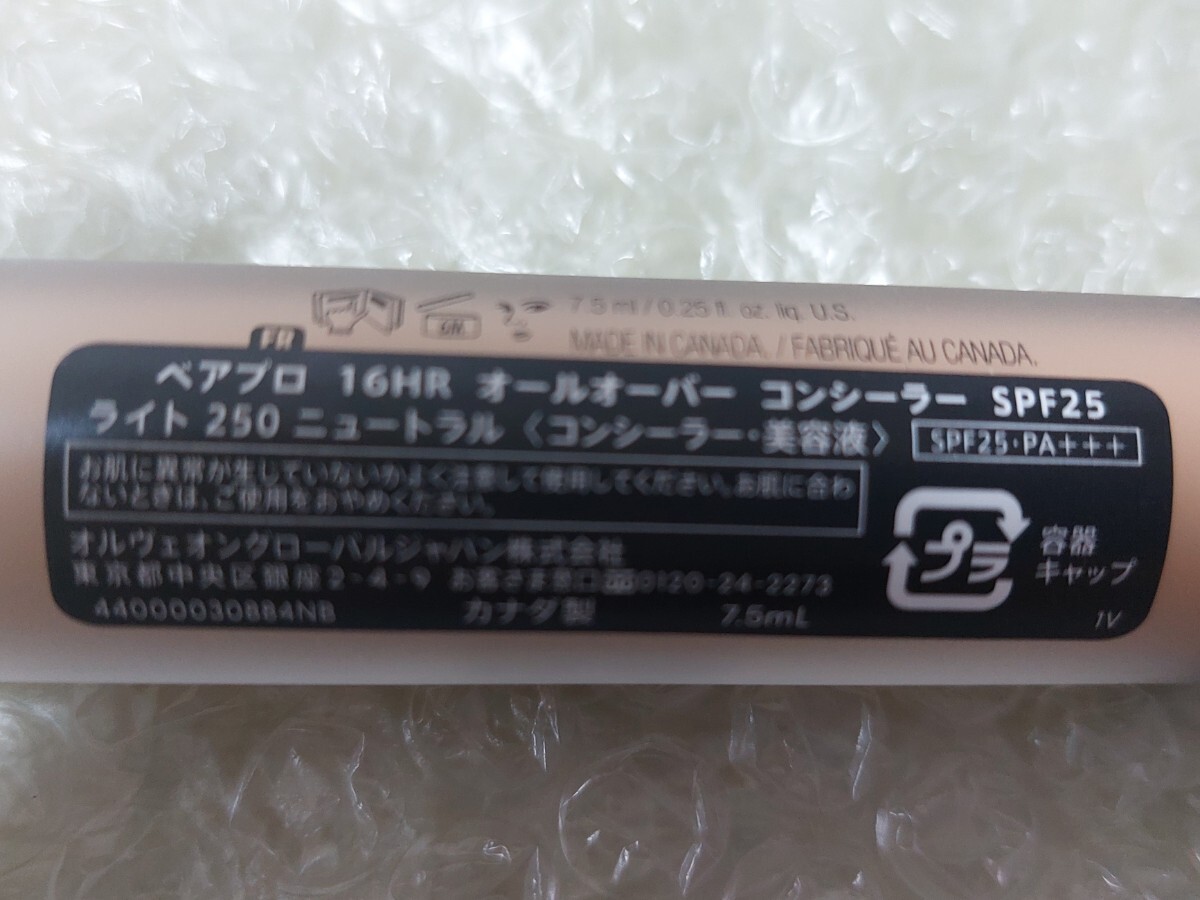 7.5 ml / 0.25 fl. oz. liq. U.S.
MADE IN CANADA. / FABRIQUÉ AU CANADA.
FR
ベアプロ 16HR オールオーバー コンシーラー SPF25
ライト 250 ニュートラル 〈コンシーラー・美容液〉 SPF25・PA+++
お肌に異常が生じていないかよく注意して使用してください。お肌に合わ
ないときは、ご使用をおやめください。
オルヴェオングローバルジャパン株式会社
東京都中央区銀座2-4-9 お客さま窓口 0120-24-2273
44000030884NB カナダ製 7.5mL
プラ
容器
キャップ
1V